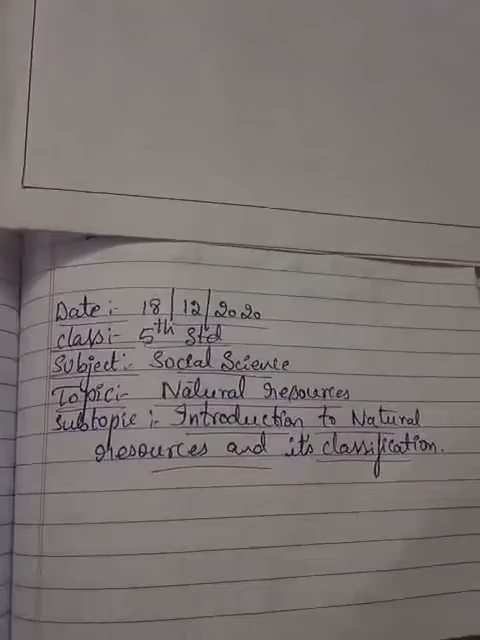 Date :- 18/12/2020
Class:- 5th Std
Subject:- Social Science
Topic:- Natural resources
Subtopic :- Introduction to Natural
resources and it's classification.